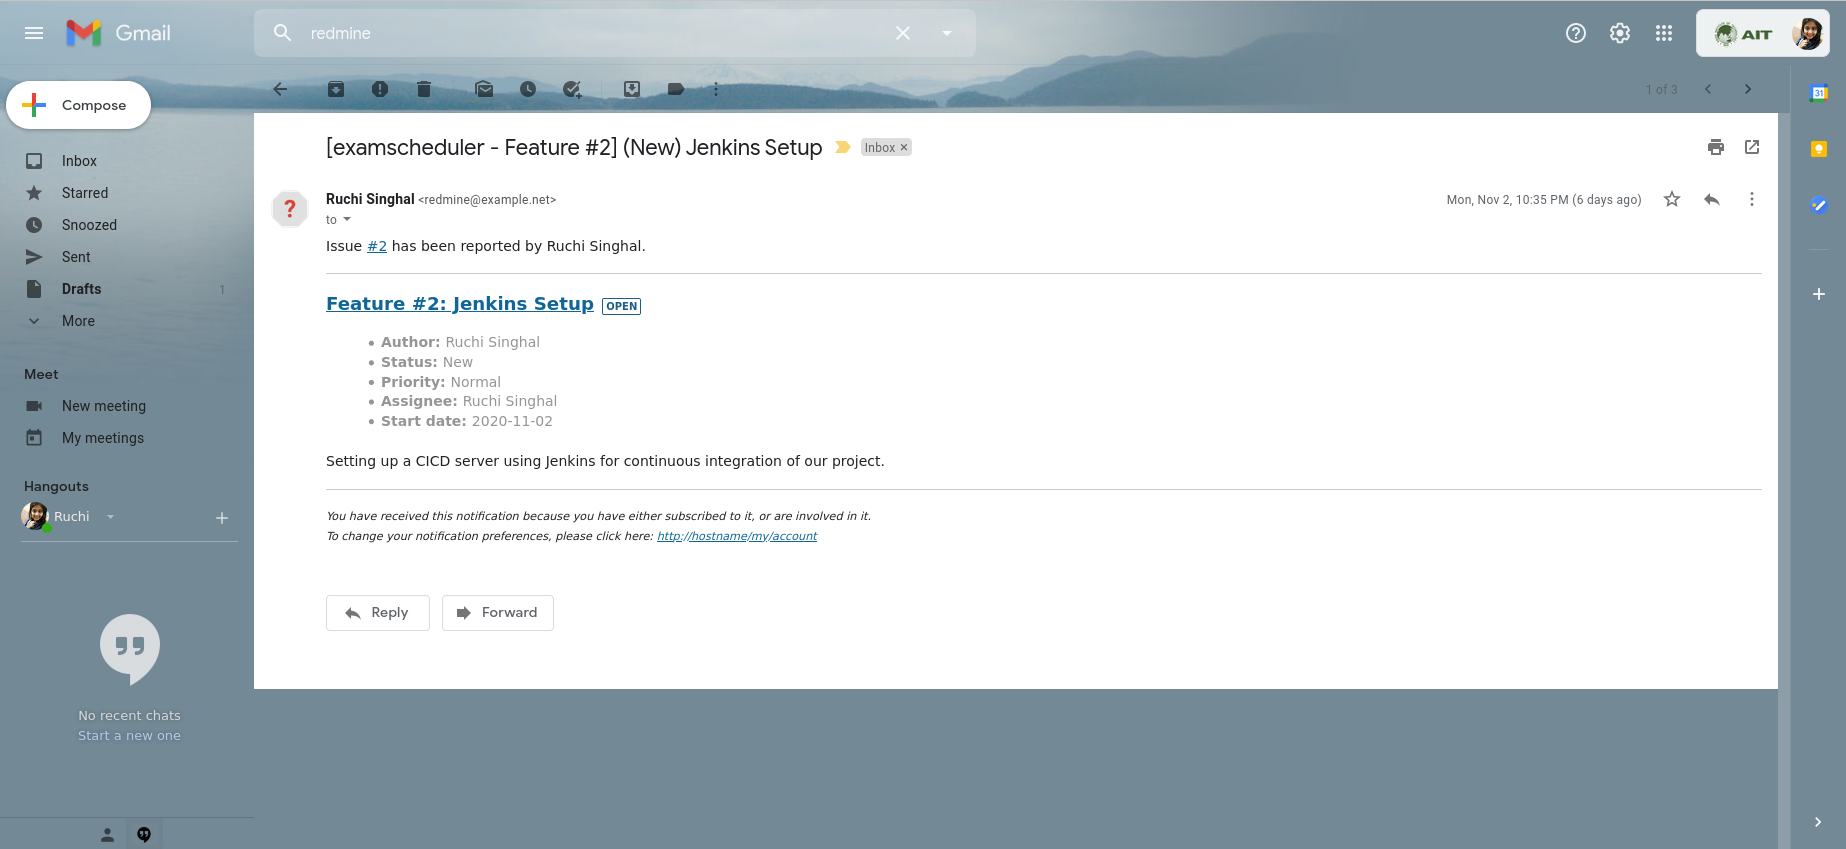 Gmail
redmine
AIT
Compose
1 of 3
31
Inbox
Starred
Snoozed
Sent
Drafts 1
More
Meet
New meeting
My meetings
Hangouts
Ruchi
No recent chats
Start a new one
[examscheduler - Feature #2] (New) Jenkins Setup Inbox ×
Ruchi Singhal <redmine@example.net> Mon, Nov 2, 10:35 PM (6 days ago)
to
Issue #2 has been reported by Ruchi Singhal.
Feature #2: Jenkins Setup OPEN
• Author: Ruchi Singhal
• Status: New
• Priority: Normal
• Assignee: Ruchi Singhal
• Start date: 2020-11-02
Setting up a CICD server using Jenkins for continuous integration of our project.
You have received this notification because you have either subscribed to it, or are involved in it.
To change your notification preferences, please click here: http://hostname/my/account
Reply Forward